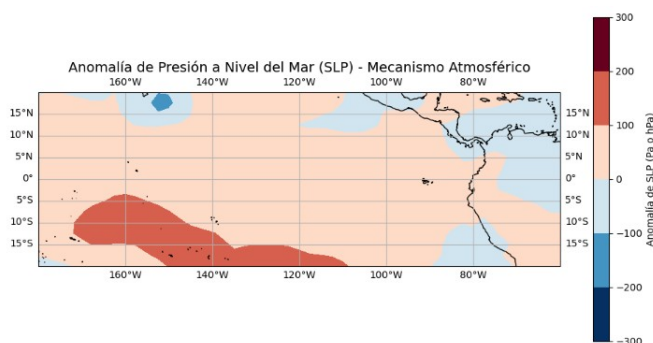 Anomalía de Presión a Nivel del Mar (SLP) - Mecanismo Atmosférico
160°W 140°W 120°W 100°W 80°W
15°N 15°N
10°N 10°N
5°N 5°N
0° 0°
5°S 5°S
10°S 10°S
15°S 15°S
160°W 140°W 120°W 100°W 80°W
300
200
100
0
−100
−200
−300
Anomalía de SLP (Pa o hPa)